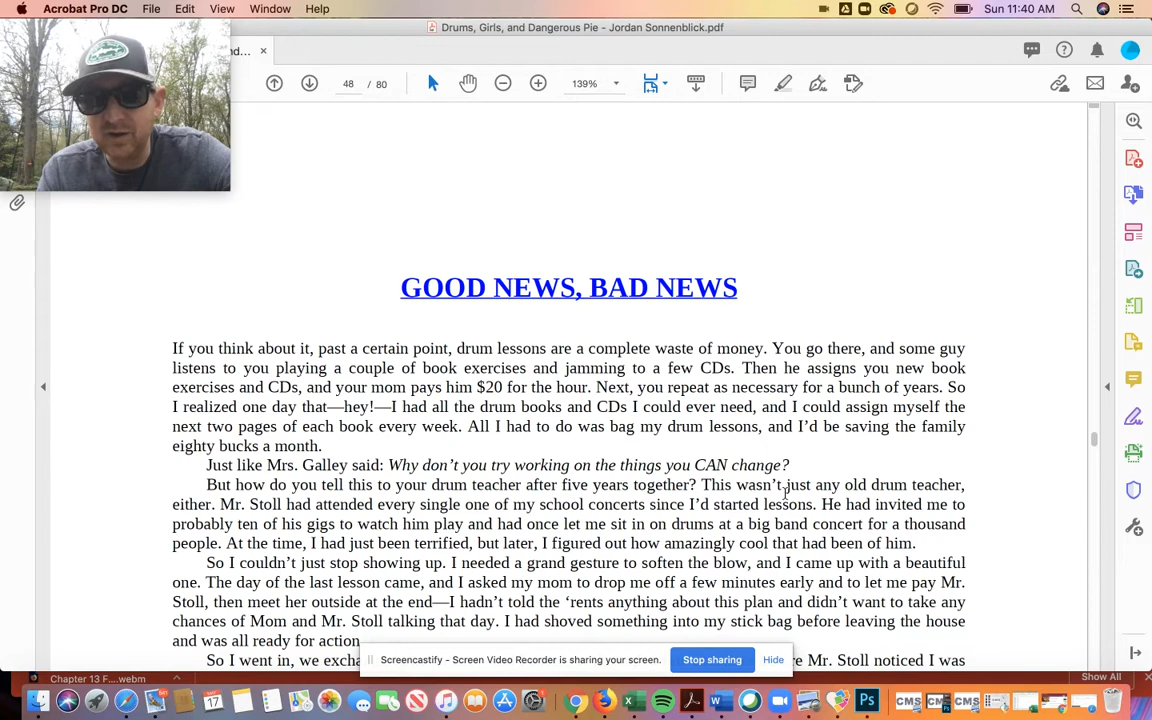 Acrobat Pro DC File Edit View Window Help Sun 11:40 AM
Drums, Girls, and Dangerous Pie - Jordan Sonnenblick.pdf
nd... ×
48 / 80 139%
GOOD NEWS, BAD NEWS
If you think about it, past a certain point, drum lessons are a complete waste of money. You go there, and some guy
listens to you playing a couple of book exercises and jamming to a few CDs. Then he assigns you new book
exercises and CDs, and your mom pays him $20 for the hour. Next, you repeat as necessary for a bunch of years. So
I realized one day that—hey!—I had all the drum books and CDs I could ever need, and I could assign myself the
next two pages of each book every week. All I had to do was bag my drum lessons, and I’d be saving the family
eighty bucks a month.
Just like Mrs. Galley said: Why don’t you try working on the things you CAN change?
But how do you tell this to your drum teacher after five years together? This wasn’t just any old drum teacher,
either. Mr. Stoll had attended every single one of my school concerts since I’d started lessons. He had invited me to
probably ten of his gigs to watch him play and had once let me sit in on drums at a big band concert for a thousand
people. At the time, I had just been terrified, but later, I figured out how amazingly cool that had been of him.
So I couldn’t just stop showing up. I needed a grand gesture to soften the blow, and I came up with a beautiful
one. The day of the last lesson came, and I asked my mom to drop me off a few minutes early and to let me pay Mr.
Stoll, then meet her outside at the end—I hadn’t told the ‘rents anything about this plan and didn’t want to take any
chances of Mom and Mr. Stoll talking that day. I had shoved something into my stick bag before leaving the house
and was all ready for action.
So I went in, we excha
re Mr. Stoll noticed I was
Screencastify - Screen Video Recorder is sharing your screen. Stop sharing Hide
Chapter 13 F....webm Show All
17
CMS CMS CMS